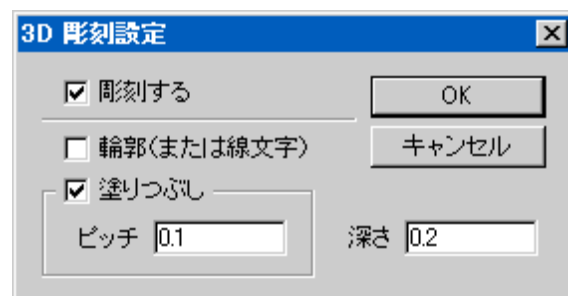 3D 彫刻設定
彫刻する
OK
輪郭(または線文字)
キャンセル
塗りつぶし
ピッチ 0.1
深さ 0.2